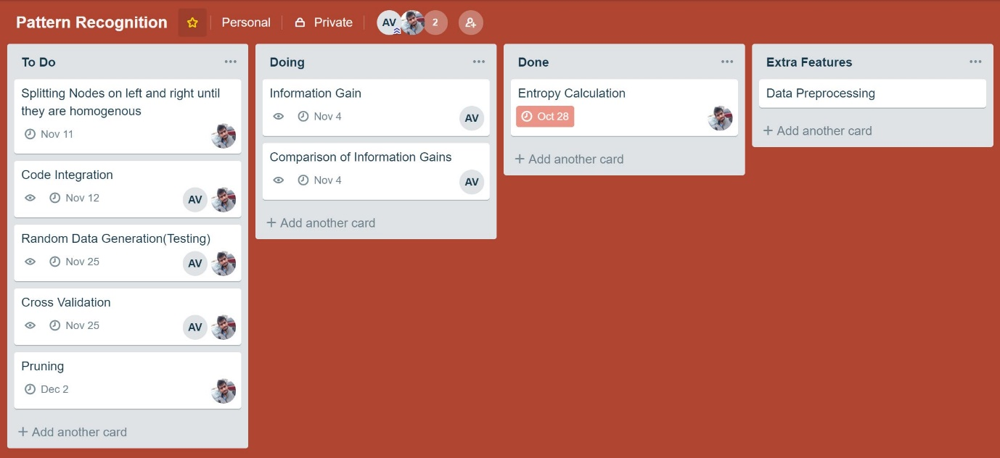 Pattern Recognition
Personal
Private
AV
2
To Do
Splitting Nodes on left and right until
they are homogenous
Nov 11
Code Integration
Nov 12
AV
Random Data Generation(Testing)
Nov 25
AV
Cross Validation
Nov 25
AV
Pruning
Dec 2
+ Add another card
Doing
Information Gain
Nov 4
AV
Comparison of Information Gains
Nov 4
AV
+ Add another card
Done
Entropy Calculation
Oct 28
+ Add another card
Extra Features
Data Preprocessing
+ Add another card